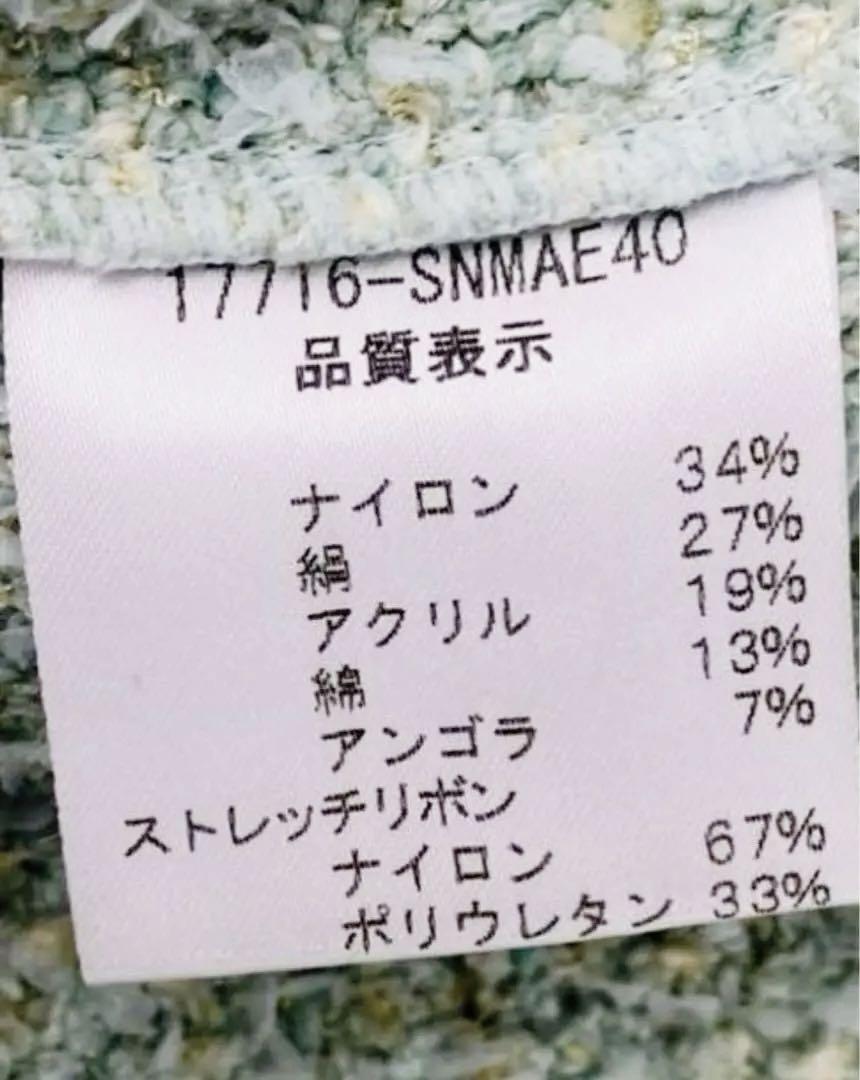 17716-SNMAE40
品質表示
ナイロン 34%
絹 27%
アクリル 19%
綿 13%
アンゴラ 7%
ストレッチリボン
ナイロン 67%
ポリウレタン 33%